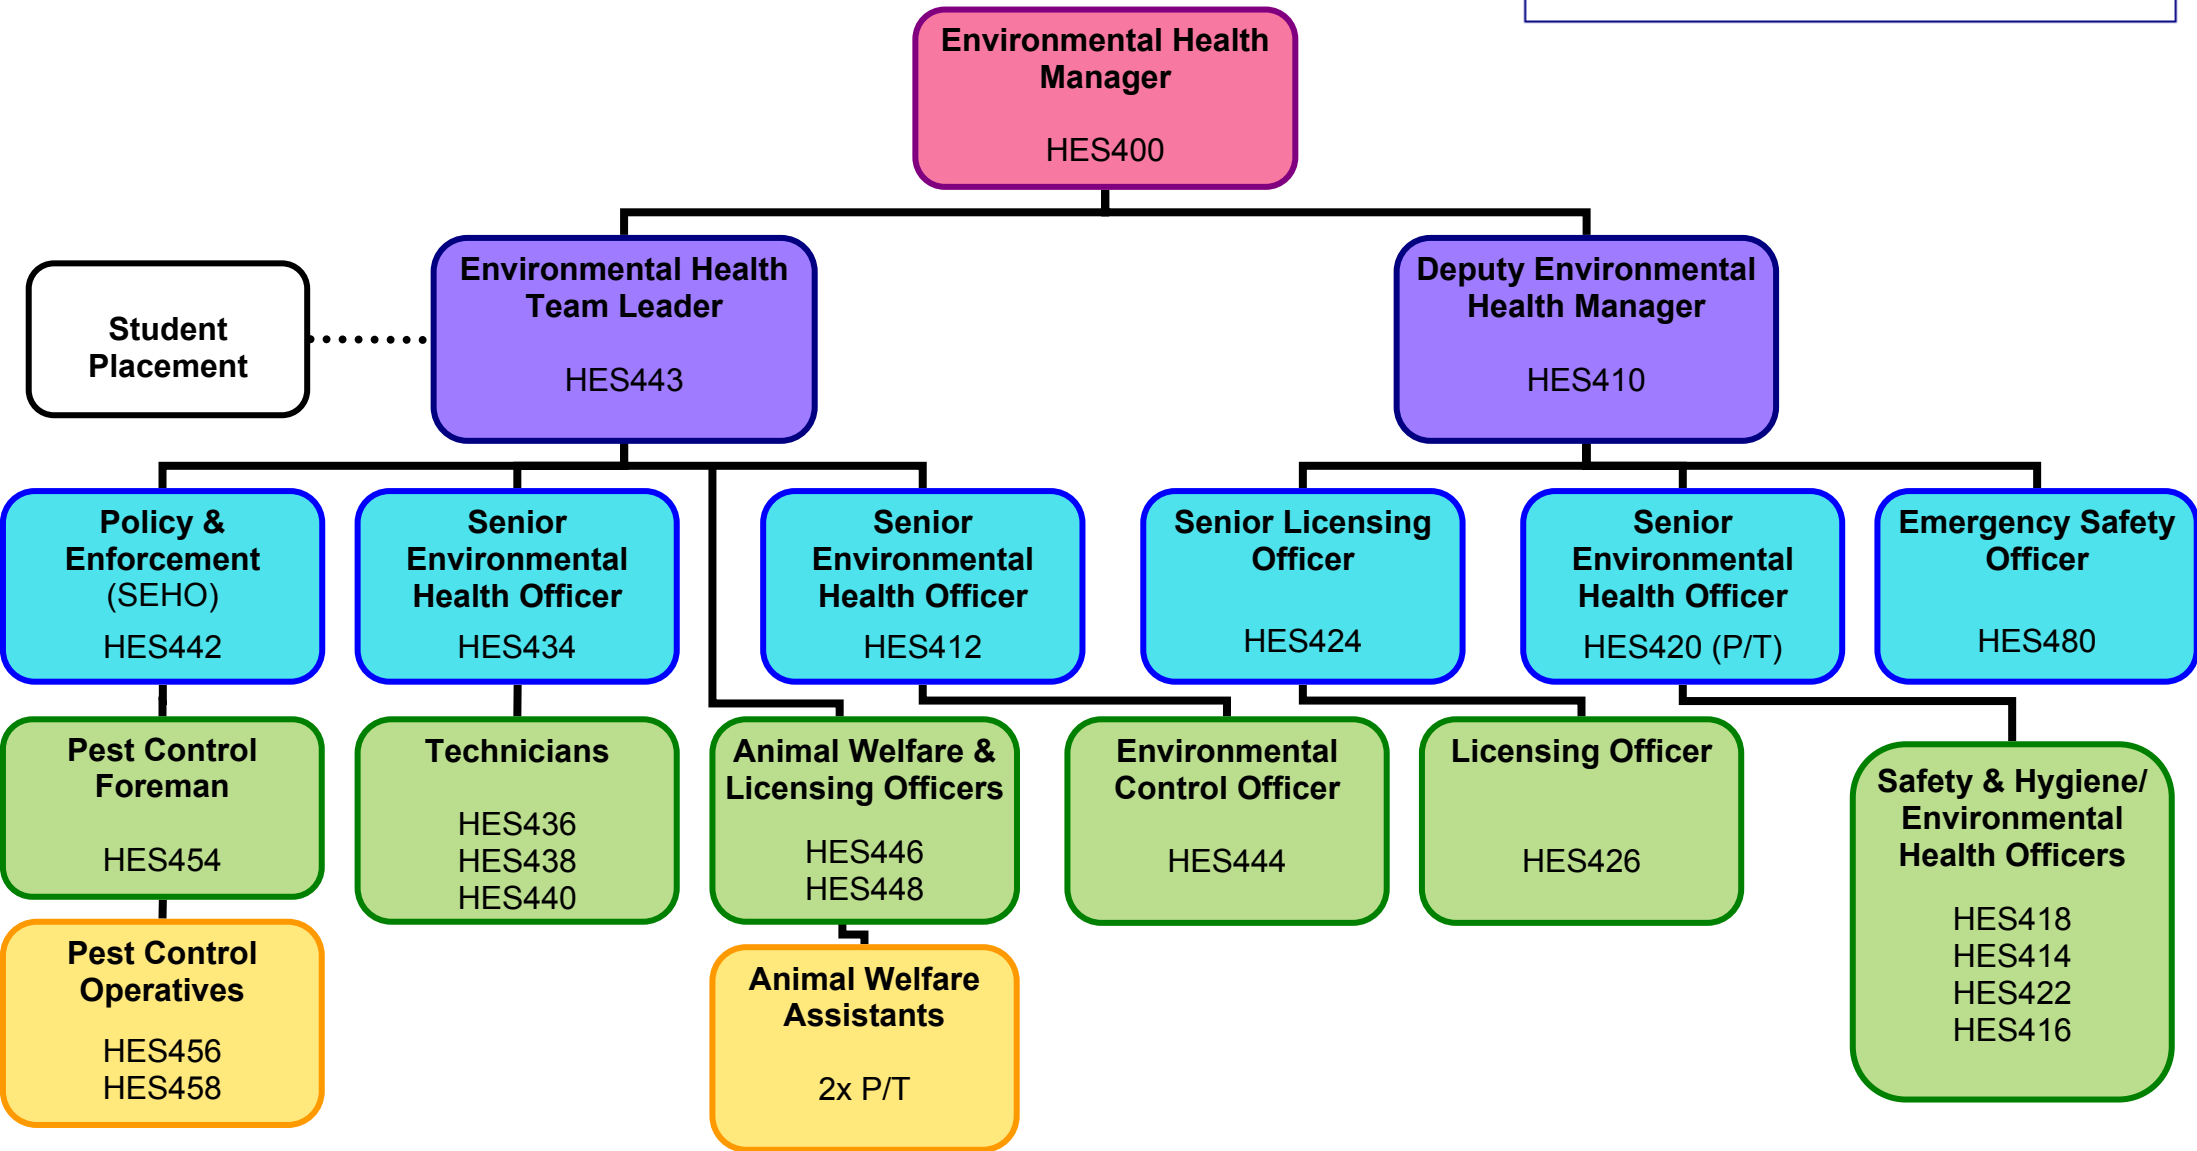 Environmental Health
Manager
HES400
Student
Placement
Environmental Health
Team Leader
HES443
Deputy Environmental
Health Manager
HES410
Policy &
Enforcement
(SEHO)
HES442
Senior
Environmental
Health Officer
HES434
Senior
Environmental
Health Officer
HES412
Senior Licensing
Officer
HES424
Senior
Environmental
Health Officer
HES420 (P/T)
Emergency Safety
Officer
HES480
Pest Control
Foreman
HES454
Technicians
HES436
HES438
HES440
Animal Welfare &
Licensing Officers
HES446
HES448
Environmental
Control Officer
HES444
Licensing Officer
HES426
Safety & Hygiene/
Environmental
Health Officers
HES418
HES414
HES422
HES416
Pest Control
Operatives
HES456
HES458
Animal Welfare
Assistants
2x P/T